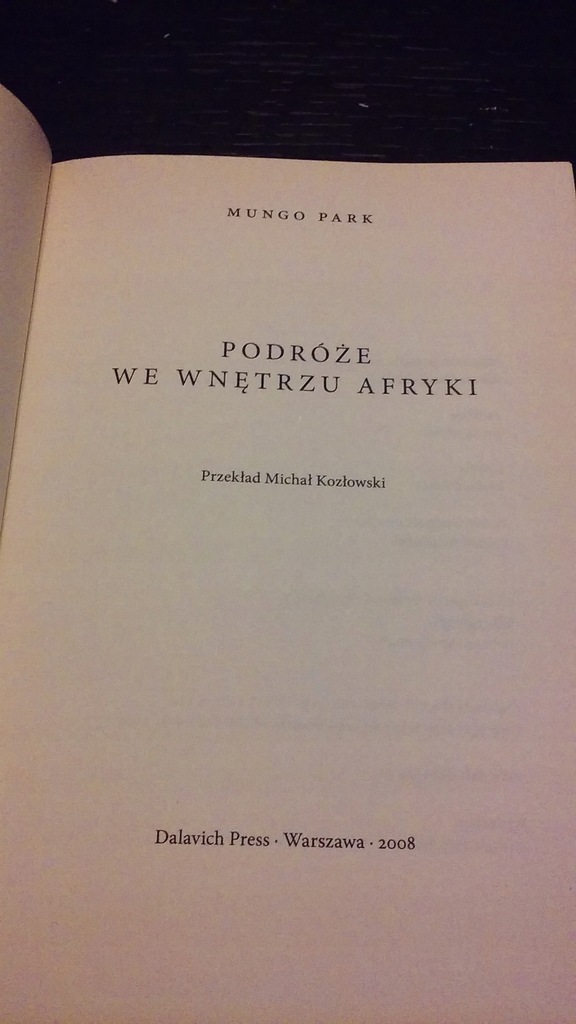 MUNGO PARK
PODRÓŻE
WE WNĘTRZU AFRYKI
Przekład Michał Kozłowski
Dalavich Press · Warszawa · 2008